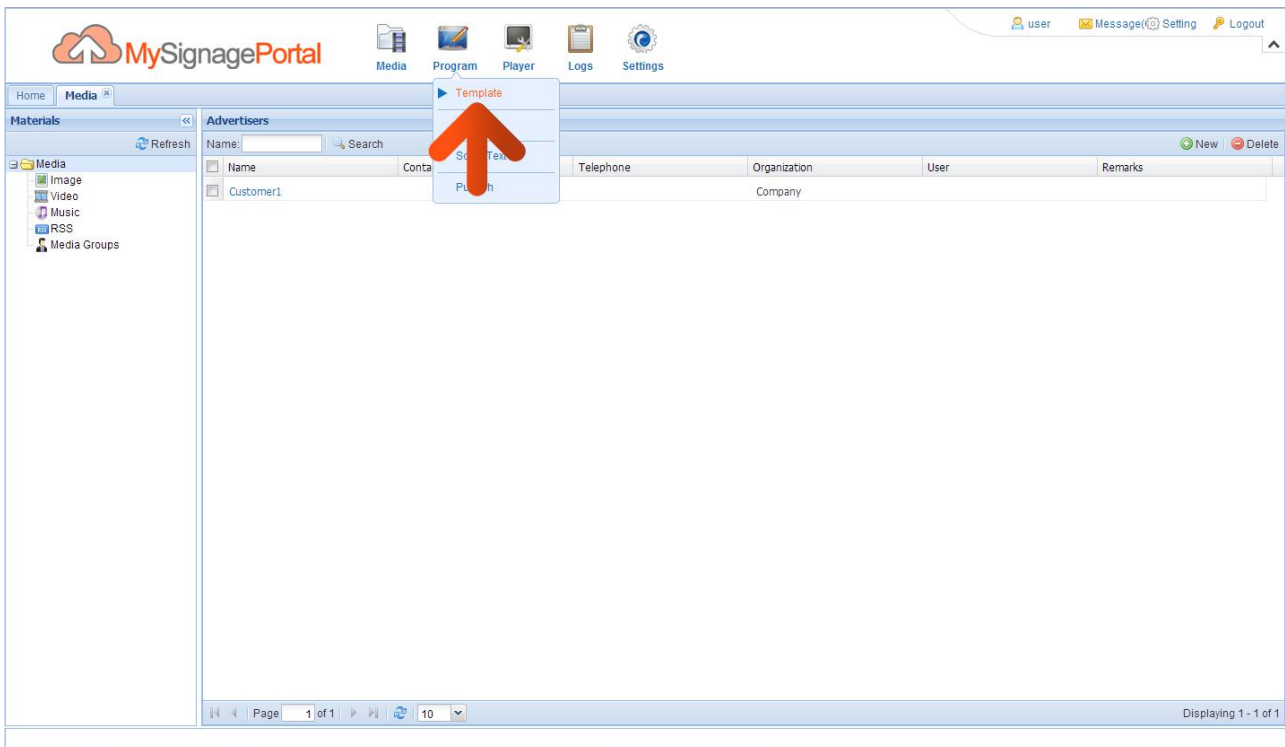 user Message( Setting Logout
MySignagePortal
Media Program Player Logs Settings
Home Media
Template
Materials Advertisers
Refresh Name: Search New Delete
Media
Image
Video
Music
RSS
Media Groups
Name Conta Telephone Organization User Remarks
Customer1 Company
Page 1 of 1 10 Displaying 1 - 1 of 1